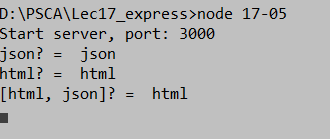 D:\PSCA\Lec17_express>node 17-05
Start server, port: 3000
json? =  json
html? =  html
[html, json]? =  html